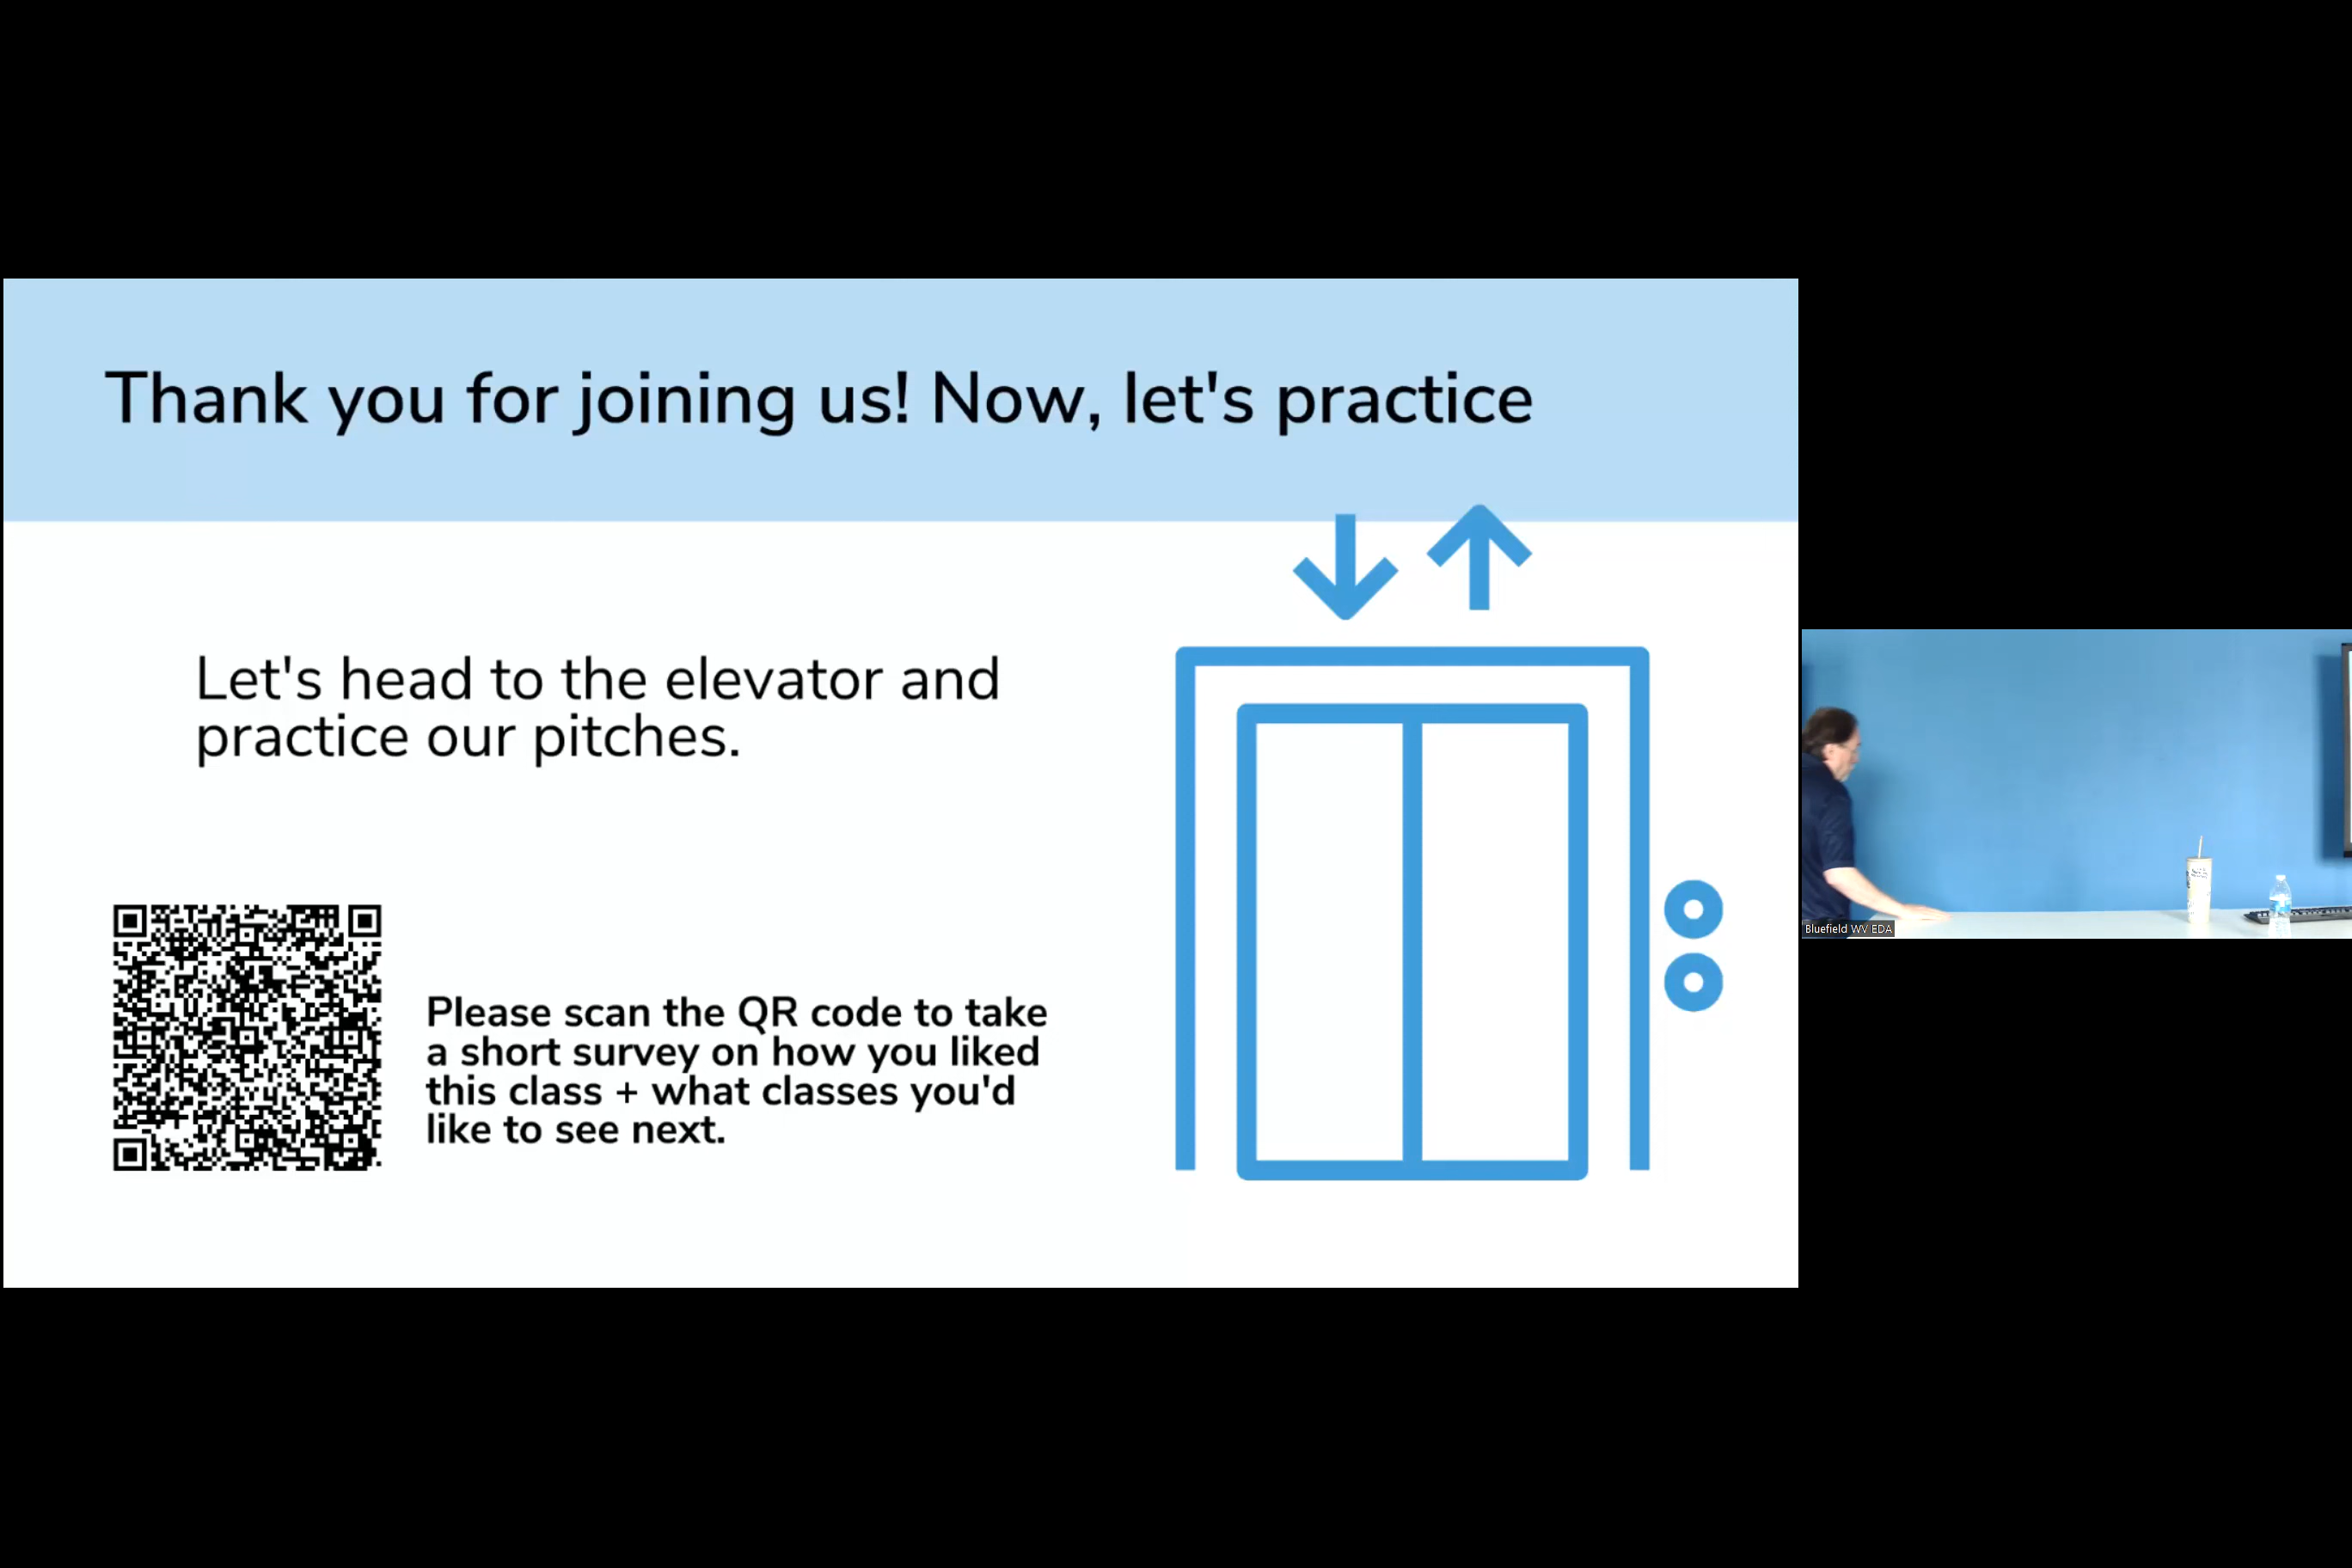 Thank you for joining us! Now, let's practice
Let's head to the elevator and
practice our pitches.
Please scan the QR code to take
a short survey on how you liked
this class + what classes you'd
like to see next.
Bluefield WV EDA